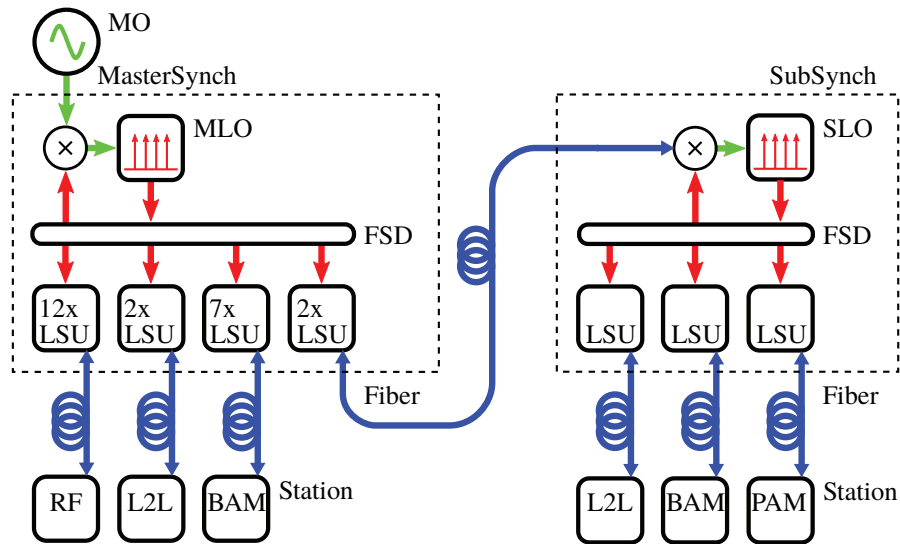 MO
MasterSynch
SubSynch
×
MLO
×
SLO
FSD
FSD
12x
LSU
2x
LSU
7x
LSU
2x
LSU
LSU
LSU
LSU
Fiber
Fiber
RF
L2L
BAM
Station
L2L
BAM
PAM
Station